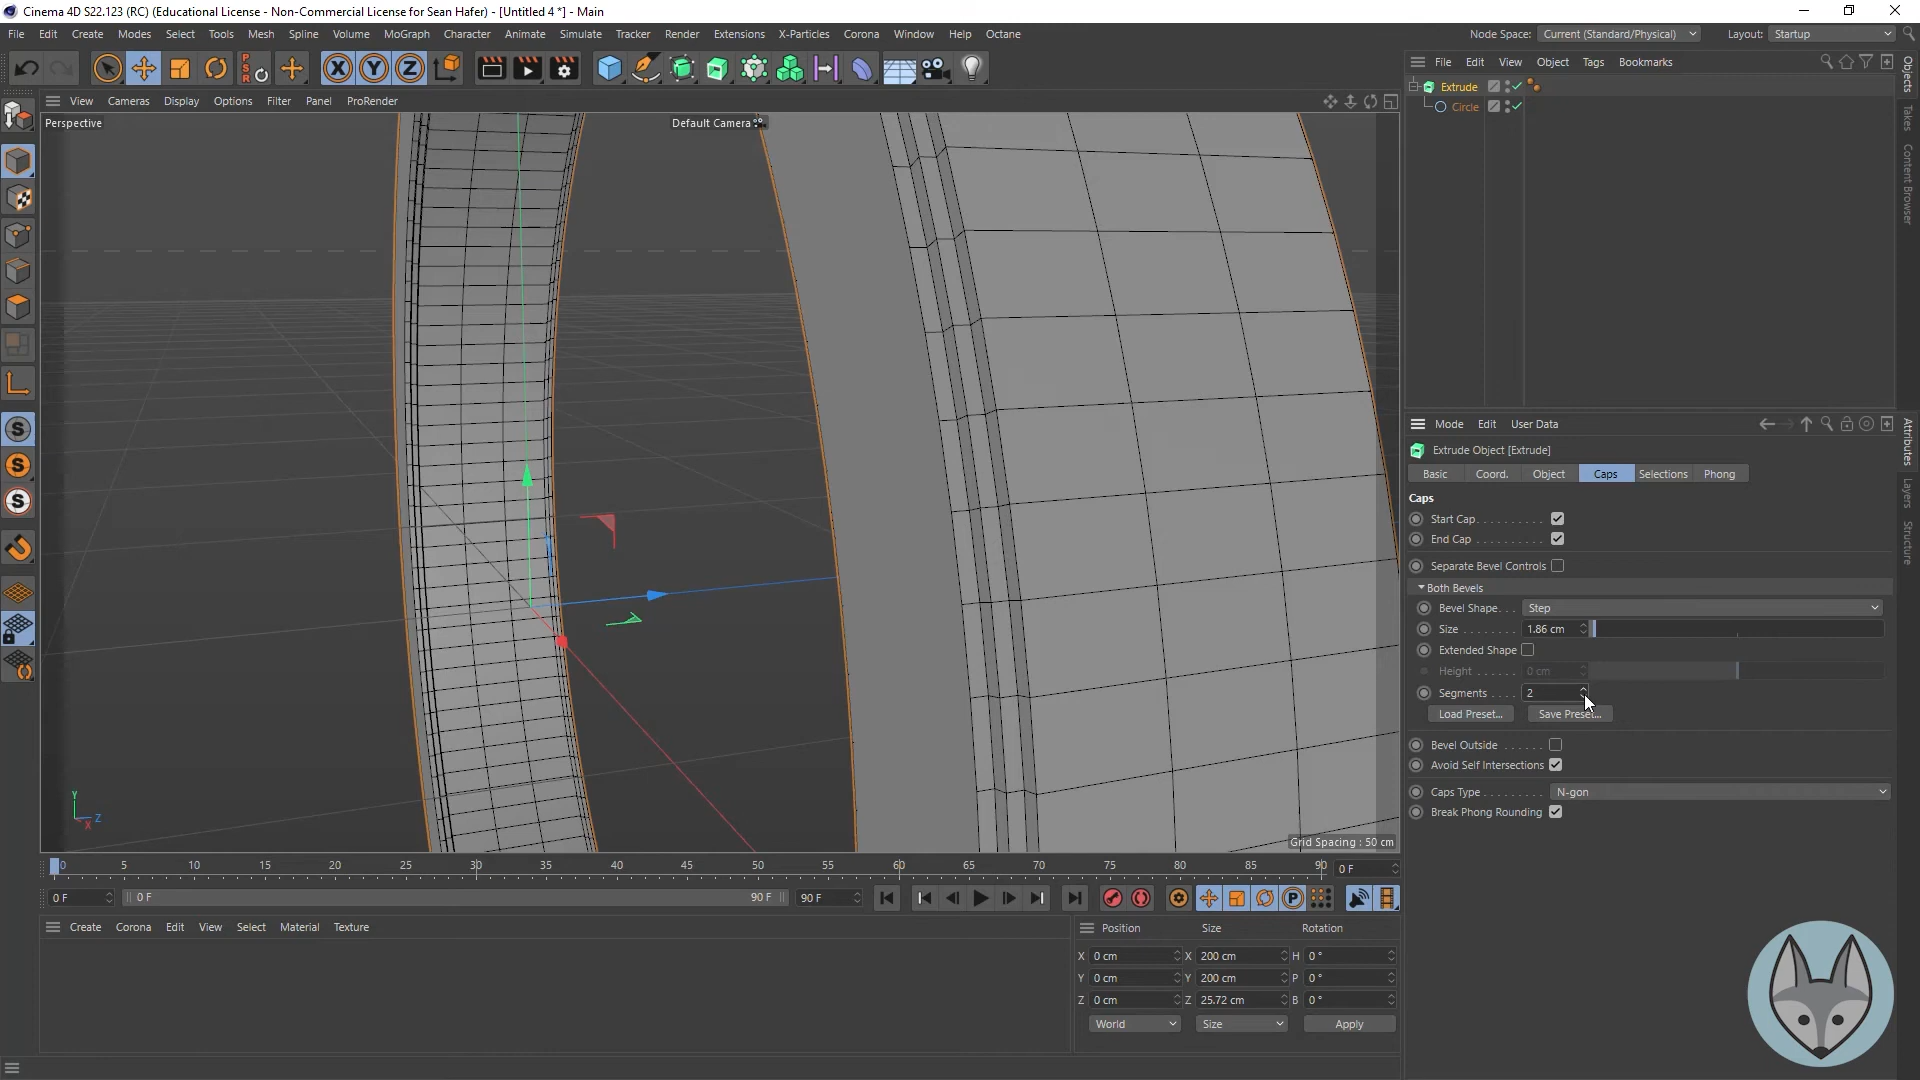 Cinema 4D S22.123 (RC) (Educational License - Non-Commercial License for Sean Hafer) - [Untitled 4 *] - Main
File Edit Create Modes Select Tools Mesh Spline Volume MoGraph Character Animate Simulate Tracker Render Extensions X-Particles Corona Window Help Octane
Node Space: Current (Standard/Physical) Layout: Startup
P S R X Y Z
File Edit View Object Tags Bookmarks
View Cameras Display Options Filter Panel ProRender
Extrude
Circle
Perspective
Default Camera
Objects
Takes
Content Browser
Mode Edit User Data
Attributes
Layers
Structure
Extrude Object [Extrude]
Basic Coord. Object Caps Selections Phong
Caps
Start Cap
End Cap
Separate Bevel Controls
Both Bevels
Bevel Shape Step
Size 1.86 cm
Extended Shape
Height 0 cm
Segments 2
Load Preset... Save Preset...
Bevel Outside
Avoid Self Intersections
Caps Type N-gon
Break Phong Rounding
S
S
S
Y
Z
X
Grid Spacing : 50 cm
0 5 10 15 20 25 30 35 40 45 50 55 60 65 70 75 80 85 90 0 F
0 F 0 F 90 F 90 F P
Create Corona Edit View Select Material Texture
Position Size Rotation
X 0 cm X 200 cm H 0 °
Y 0 cm Y 200 cm P 0 °
Z 0 cm Z 25.72 cm B 0 °
World Size Apply